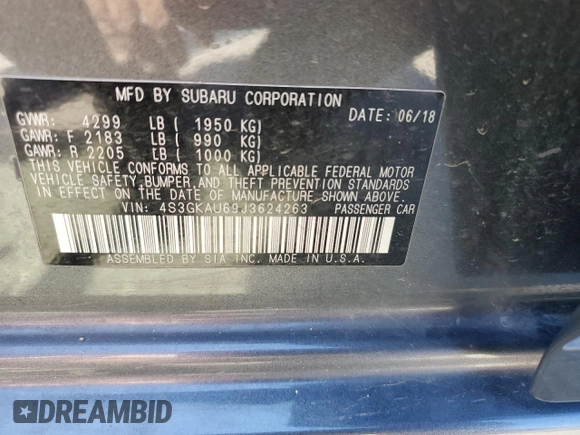 MFD BY SUBARU CORPORATION
GVWR: 4299 LB ( 1950 KG) DATE: 06/18
GAWR: F 2183 LB ( 990 KG)
GAWR: R 2205 LB ( 1000 KG)
THIS VEHICLE CONFORMS TO ALL APPLICABLE FEDERAL MOTOR
VEHICLE SAFETY,BUMPER,AND THEFT PREVENTION STANDARDS
IN EFFECT ON THE DATE OF MANUFACTURE SHOWN ABOVE.
VIN: 4S3GKAU69J3624263 PASSENGER CAR
ASSEMBLED BY SIA INC. MADE IN U.S.A.
DREAMBID